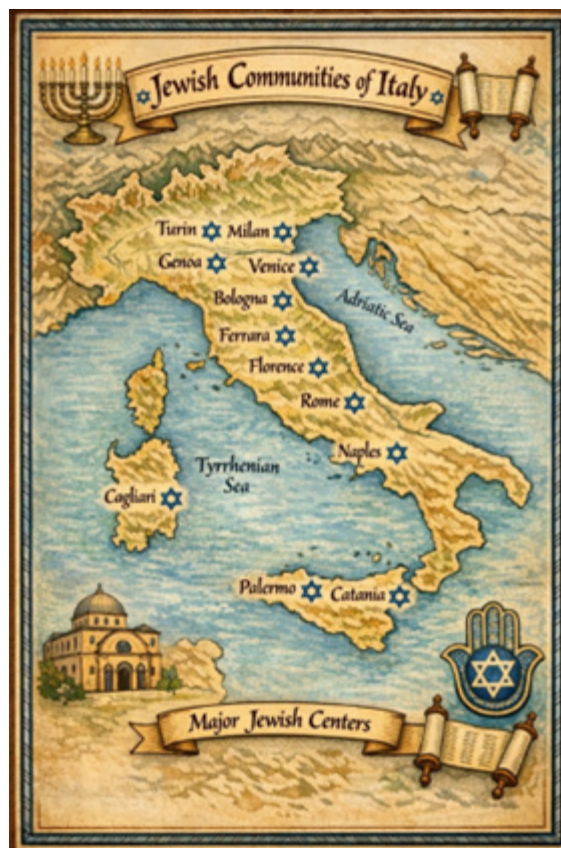 Jewish Communities of Italy
Turin Milan
Genoa Venice
Bologna
Adriatic Sea
Ferrara
Florence
Rome
Naples
Tyrrhenian
Sea
Cagliari
Palermo Catania
Major Jewish Centers